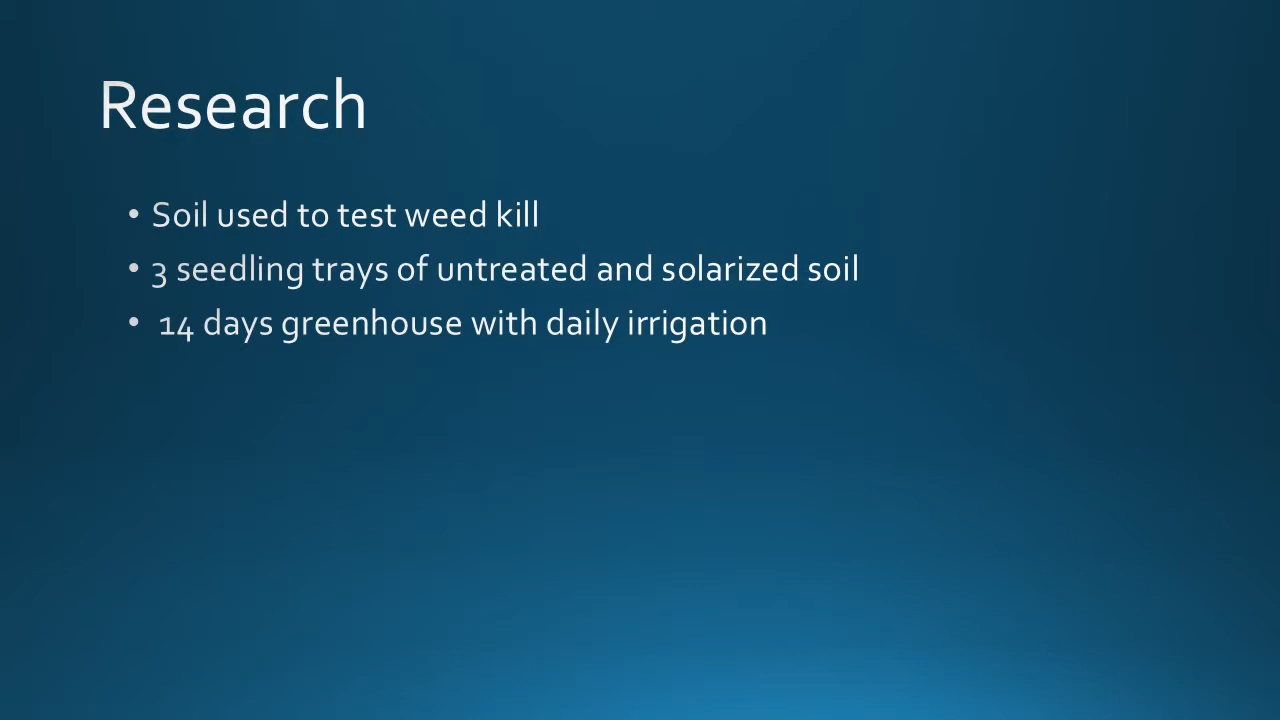 Research
• Soil used to test weed kill
• 3 seedling trays of untreated and solarized soil
• 14 days greenhouse with daily irrigation